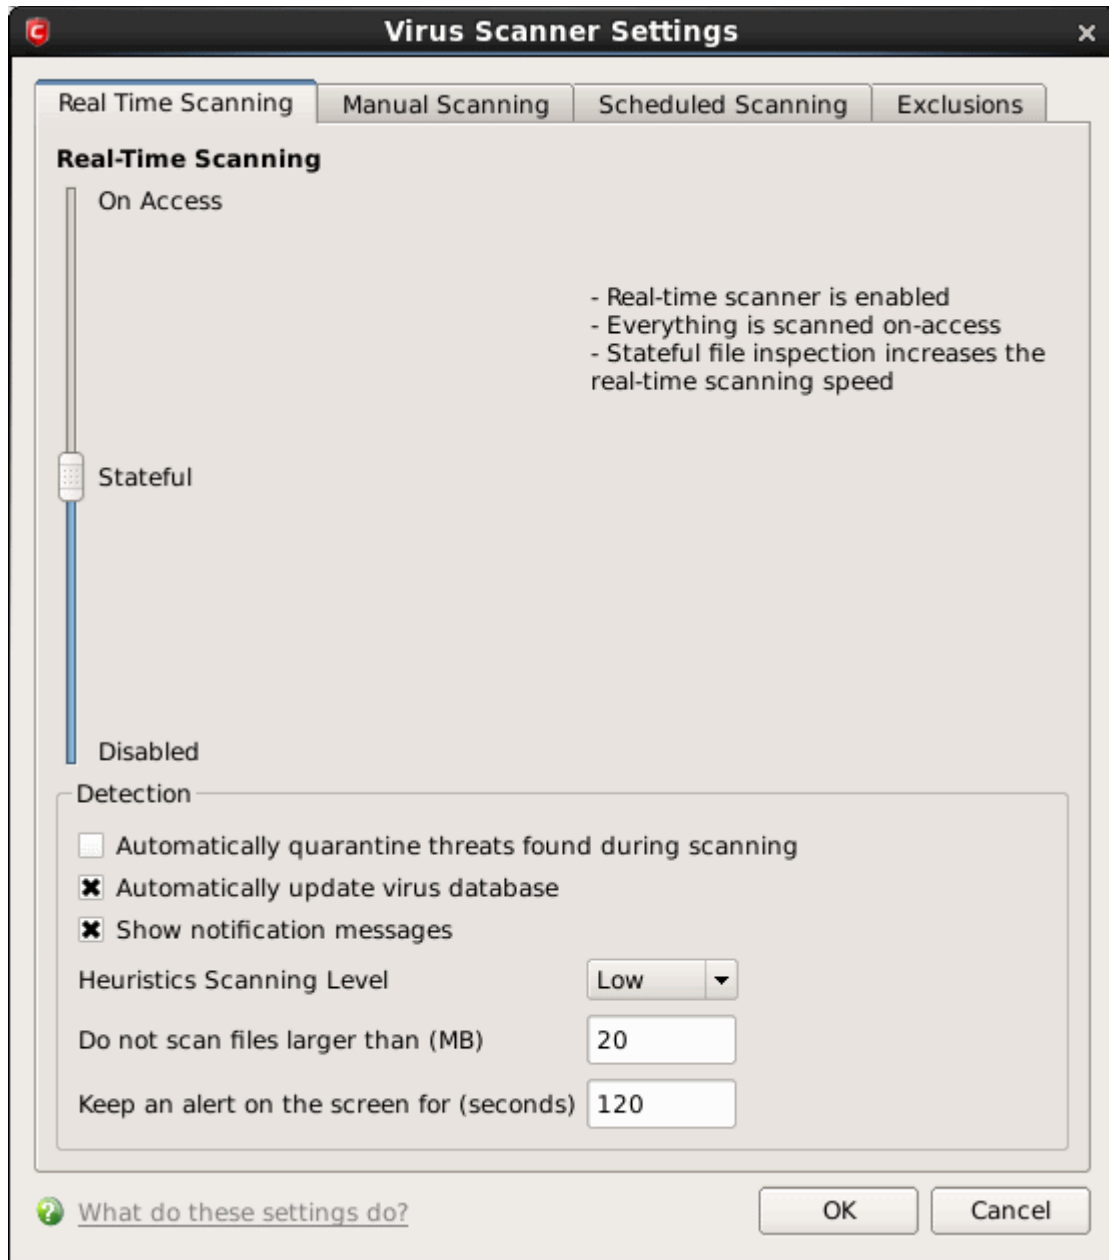 Virus Scanner Settings
Real Time Scanning
Manual Scanning
Scheduled Scanning
Exclusions
Real-Time Scanning
On Access
- Real-time scanner is enabled
- Everything is scanned on-access
- Stateful file inspection increases the
real-time scanning speed
Stateful
Disabled
Detection
Automatically quarantine threats found during scanning
Automatically update virus database
Show notification messages
Heuristics Scanning Level
Low
Do not scan files larger than (MB)
20
Keep an alert on the screen for (seconds)
120
What do these settings do?
OK
Cancel